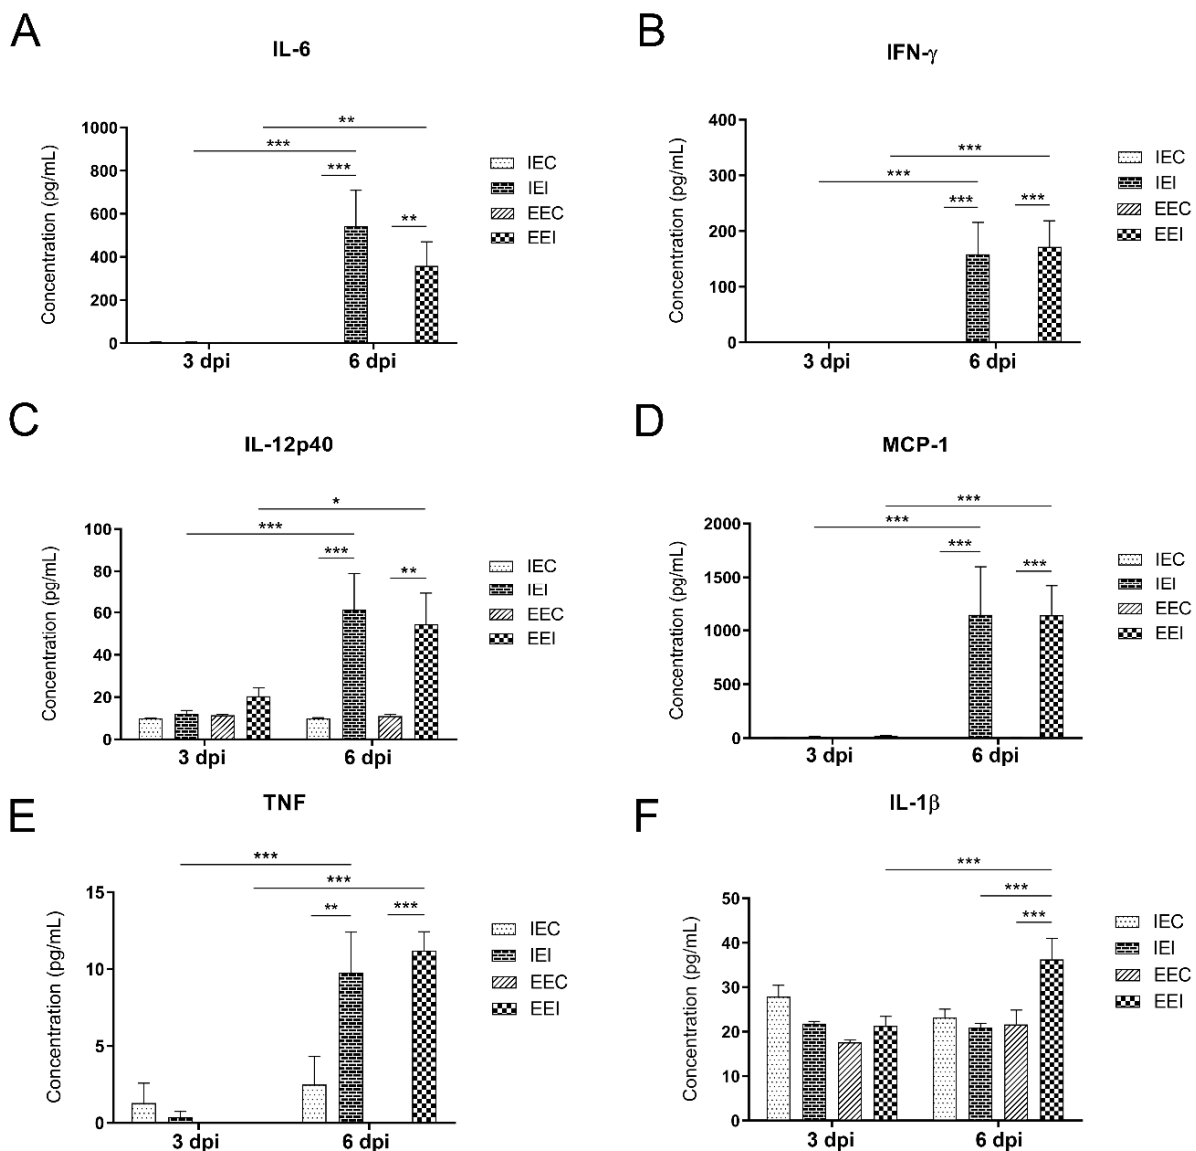 A
IL-6
Concentration (pg/mL)
1000
800
600
400
200
0
**
***
***
**
3 dpi
6 dpi
IEC
IEI
EEC
EEI
B
IFN-γ
Concentration (pg/mL)
400
300
200
100
0
***
***
***
***
3 dpi
6 dpi
IEC
IEI
EEC
EEI
C
IL-12p40
Concentration (pg/mL)
100
80
60
40
20
0
*
***
***
**
3 dpi
6 dpi
IEC
IEI
EEC
EEI
D
MCP-1
Concentration (pg/mL)
2000
1500
1000
500
0
***
***
***
***
3 dpi
6 dpi
IEC
IEI
EEC
EEI
E
TNF
Concentration (pg/mL)
15
10
5
0
***
***
**
***
3 dpi
6 dpi
IEC
IEI
EEC
EEI
F
IL-1β
Concentration (pg/mL)
50
40
30
20
10
0
***
***
***
3 dpi
6 dpi
IEC
IEI
EEC
EEI